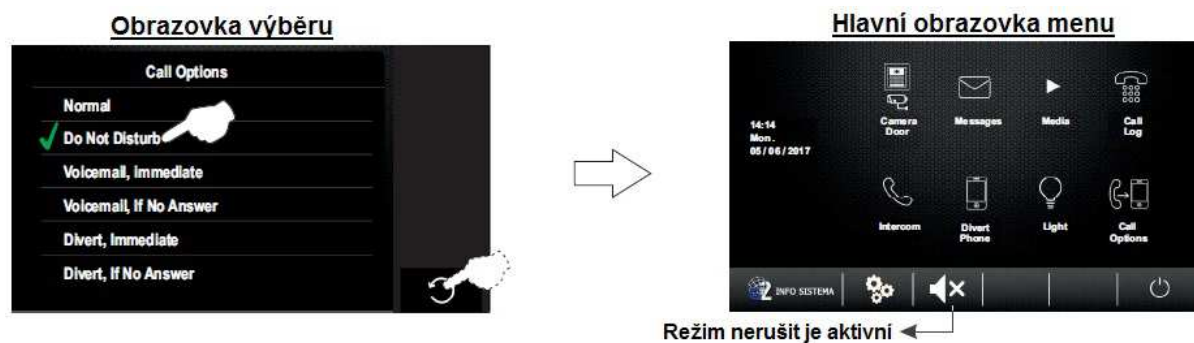 Obrazovka výběru
Call Options
Normal
Do Not Disturb
Voicemail, Immediate
Voicemail, If No Answer
Divert, Immediate
Divert, If No Answer
Hlavní obrazovka menu
14:14
Mon.
05 / 06 / 2017
Camera
Door
Messages
Media
Call
Log
Intercom
Divert
Phone
Light
Call
Options
INFO SISTEMA
Režim nerušit je aktivní